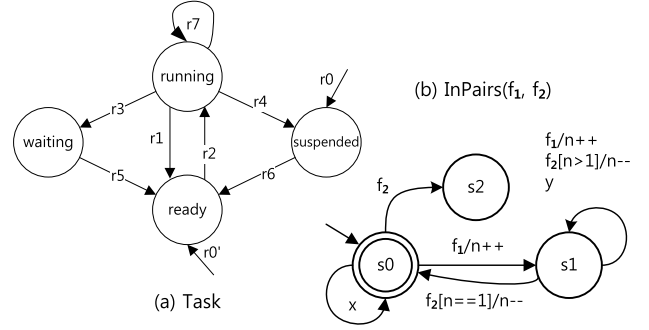 r7
running
r0
(b) InPairs(f₁, f₂)
r3
r4
waiting
r1
suspended
f₁/n++
f₂[n>1]/n--
y
r2
r5
r6
f₂
s2
ready
r0'
f₁/n++
s0
s1
(a) Task
x
f₂[n==1]/n--